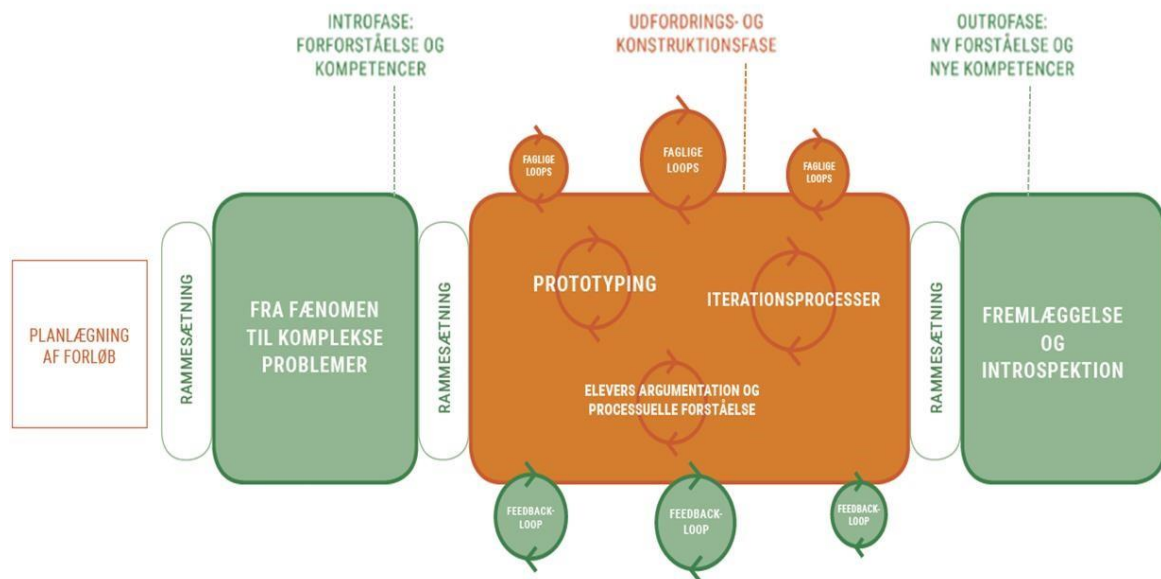 INTROFASE:
FORFORSTÅELSE OG
KOMPETENCER
UDFORDRINGS- OG
KONSTRUKTIONSFASE
OUTROFASE:
NY FORSTÅELSE OG
NYE KOMPETENCER
FAGLIGE
LOOPS
FAGLIGE
LOOPS
FAGLIGE
LOOPS
PLANLÆGNING
AF FORLØB
RAMMESÆTNING
FRA FÆNOMEN
TIL KOMPLEKSE
PROBLEMER
RAMMESÆTNING
PROTOTYPING
ITERATIONSPROCESSER
ELEVERS ARGUMENTATION OG
PROCESSUELLE FORSTÅELSE
RAMMESÆTNING
FREMLÆGGELSE
OG
INTROSPEKTION
FEEDBACK-
LOOP
FEEDBACK-
LOOP
FEEDBACK-
LOOP